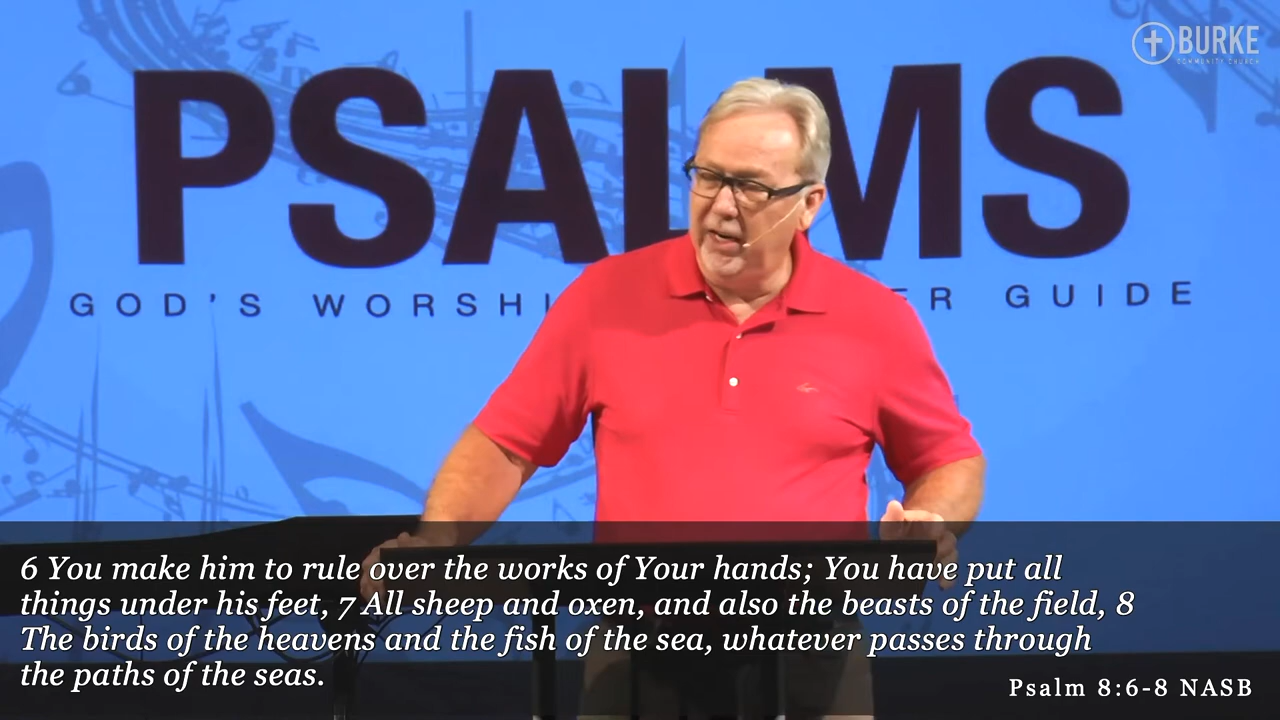 BURKE
COMMUNITY CHURCH
PSALMS
GOD'S WORSHI ER GUIDE
6 You make him to rule over the works of Your hands; You have put all
things under his feet, 7 All sheep and oxen, and also the beasts of the field, 8
The birds of the heavens and the fish of the sea, whatever passes through
the paths of the seas.
Psalm 8:6-8 NASB